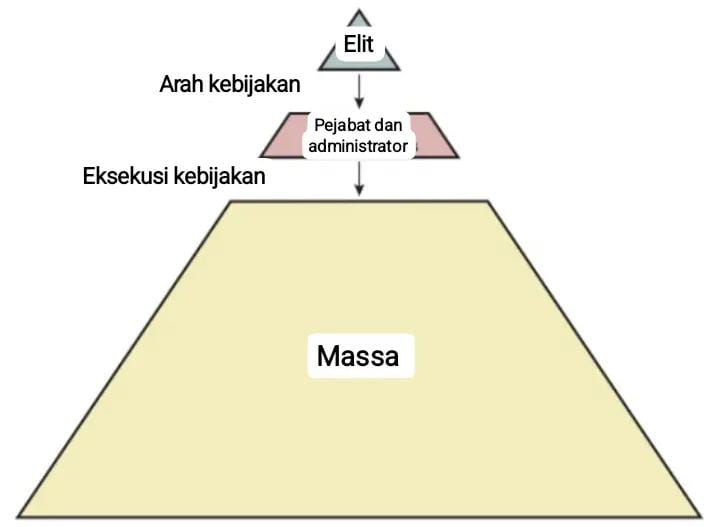 Elit
Arah kebijakan
Pejabat dan
administrator
Eksekusi kebijakan
Massa